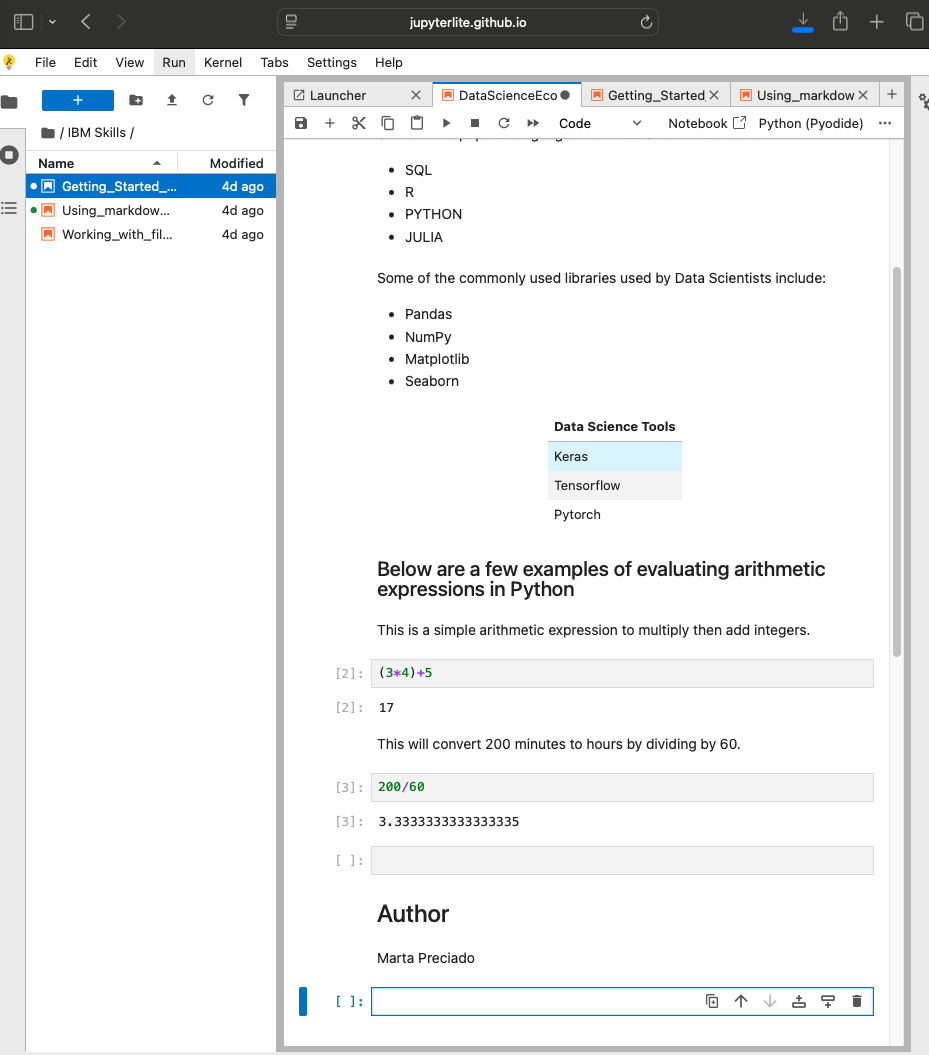 jupyterlite.github.io
File Edit View Run Kernel Tabs Settings Help
/ IBM Skills /
Name Modified
Getting_Started_... 4d ago
Using_markdow... 4d ago
Working_with_fil... 4d ago
Launcher DataScienceEco Getting_Started_ Using_markdow
Code Notebook Python (Pyodide)
• SQL
• R
• PYTHON
• JULIA
Some of the commonly used libraries used by Data Scientists include:
• Pandas
• NumPy
• Matplotlib
• Seaborn
Data Science Tools
Keras
Tensorflow
Pytorch
Below are a few examples of evaluating arithmetic
expressions in Python
This is a simple arithmetic expression to multiply then add integers.
[2]: (3*4)+5
[2]: 17
This will convert 200 minutes to hours by dividing by 60.
[3]: 200/60
[3]: 3.3333333333333335
[ ]:
Author
Marta Preciado
[ ]: